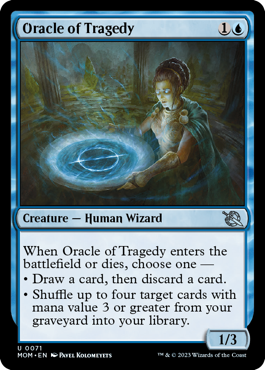 Oracle of Tragedy 1
Creature — Human Wizard
When Oracle of Tragedy enters the
battlefield or dies, choose one —
• Draw a card, then discard a card.
• Shuffle up to four target cards with
mana value 3 or greater from your
graveyard into your library.
1/3
U 0071
MOM • EN Pavel Kolomeyets ™ & © 2023 Wizards of the Coast